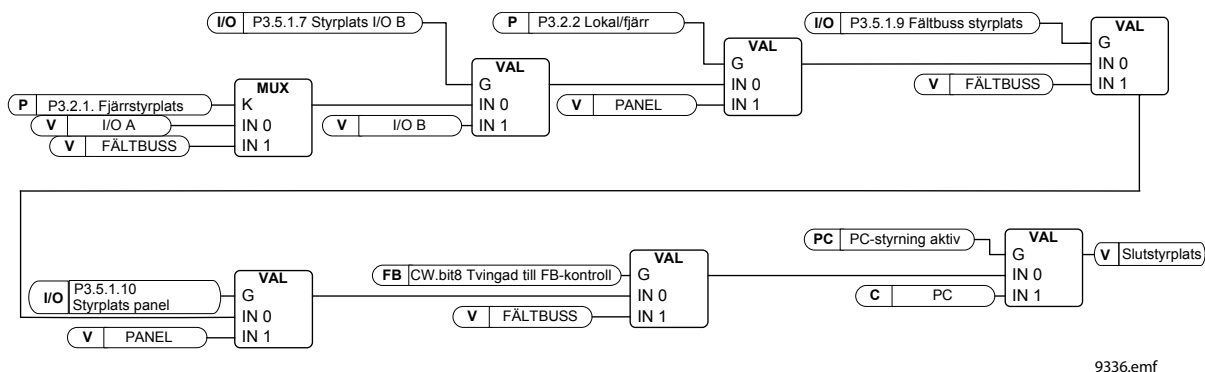 I/O P3.5.1.7 Styrplats I/O B
P P3.2.2 Lokal/fjärr
I/O P3.5.1.9 Fältbuss styrplats
VAL
G
IN 0
IN 1
VAL
G
IN 0
IN 1
VAL
G
IN 0
IN 1
MUX
K
IN 0
IN 1
P P3.2.1. Fjärrstyrplats
V I/O A
V FÄLTBUSS
V I/O B
V PANEL
V FÄLTBUSS
PC PC-styrning aktiv
VAL
G
IN 0
IN 1
V Slutstyrplats
FB CW.bit8 Tvingad till FB-kontroll
VAL
G
IN 0
IN 1
C PC
I/O P3.5.1.10
Styrplats panel
VAL
G
IN 0
IN 1
V FÄLTBUSS
V PANEL
9336.emf